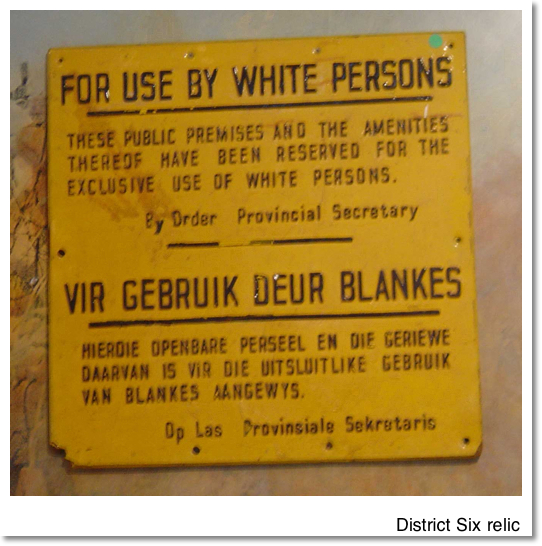 FOR USE BY WHITE PERSONS
THESE PUBLIC PREMISES AND THE AMENITIES
THEREOF HAVE BEEN RESERVED FOR THE
EXCLUSIVE USE OF WHITE PERSONS.
By Order Provincial Secretary
VIR GEBRUIK DEUR BLANKES
HIERDIE OPENBARE PERSEEL EN DIE GERIEWE
DAARVAN IS VIR DIE UITSLUITLIKE GEBRUIK
VAN BLANKES AANGEWYS.
Op Las Provinsiale Sekretaris
District Six relic